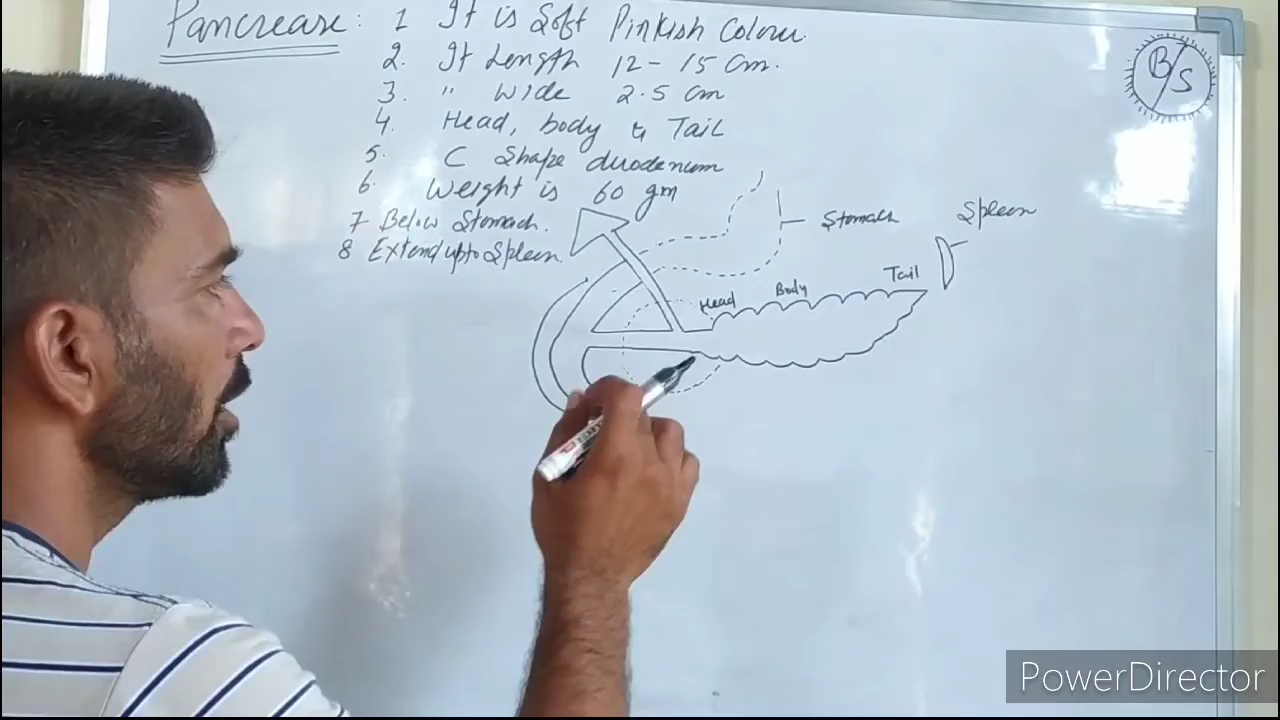 Pancrease: 1 It is Soft Pinkish Colour.
2. It Length 12-15 Cm.
3. " Wide 2.5 Cm
4. Head, body & Tail
5. C Shape duodenum
6. Weight is 60 gm
7 Below Stomach.
8 Extend upto Spleen.
Stomach
Spleen
Head
Body
Tail
B/S
PowerDirector